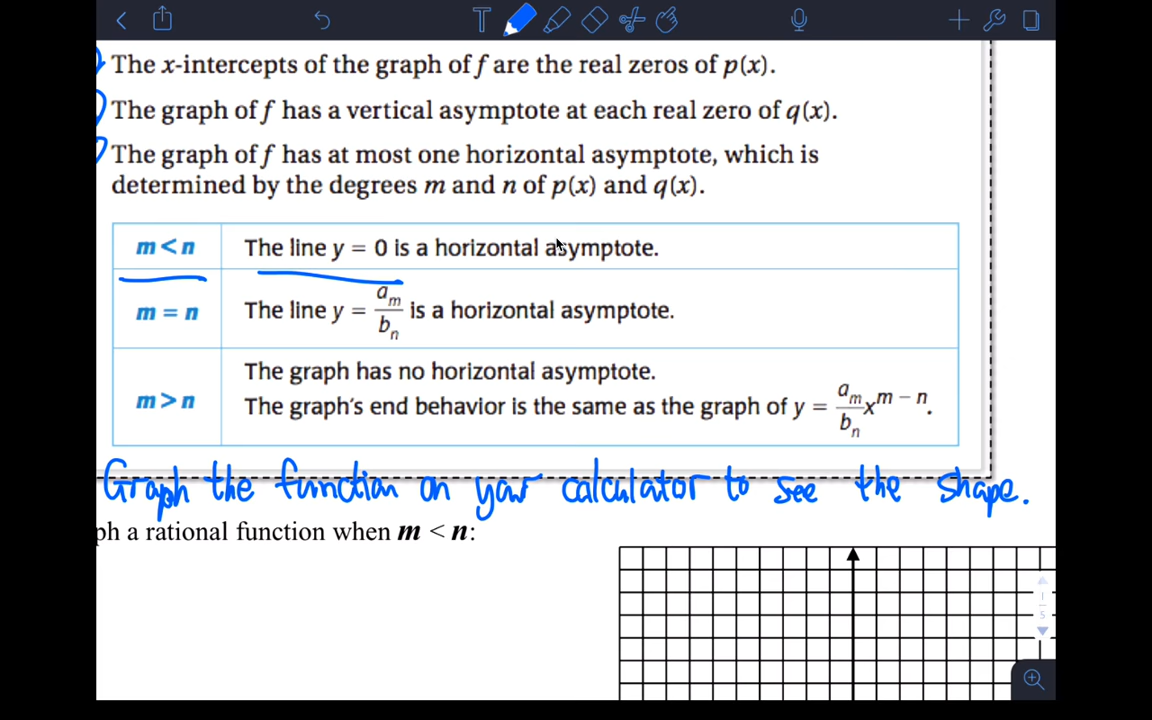 The x-intercepts of the graph of f are the real zeros of p(x).
The graph of f has a vertical asymptote at each real zero of q(x).
The graph of f has at most one horizontal asymptote, which is
determined by the degrees m and n of p(x) and q(x).
m < n The line y = 0 is a horizontal asymptote.
m = n The line y = a_m/b_n is a horizontal asymptote.
The graph has no horizontal asymptote.
m > n The graph's end behavior is the same as the graph of y = a_m/b_n x^(m − n).
Graph the function on your calculator to see the shape.
ph a rational function when m < n:
1
5